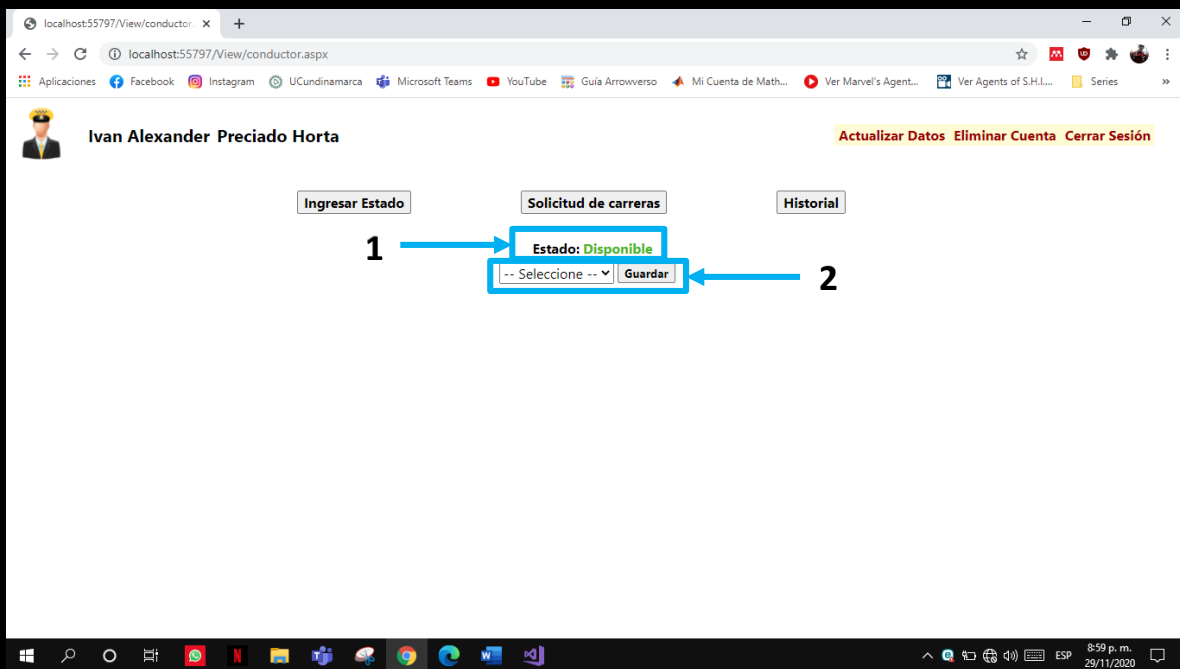 localhost:55797/View/conductor.
localhost:55797/View/conductor.aspx
Aplicaciones Facebook Instagram UCundinamarca Microsoft Teams YouTube Guía Arrowverso Mi Cuenta de Math... Ver Marvel's Agent... Ver Agents of S.H.I.... Series »
Ivan Alexander Preciado Horta
Actualizar Datos Eliminar Cuenta Cerrar Sesión
Ingresar Estado Solicitud de carreras Historial
1 Estado: Disponible
-- Seleccione -- Guardar 2
ESP 8:59 p. m.
29/11/2020